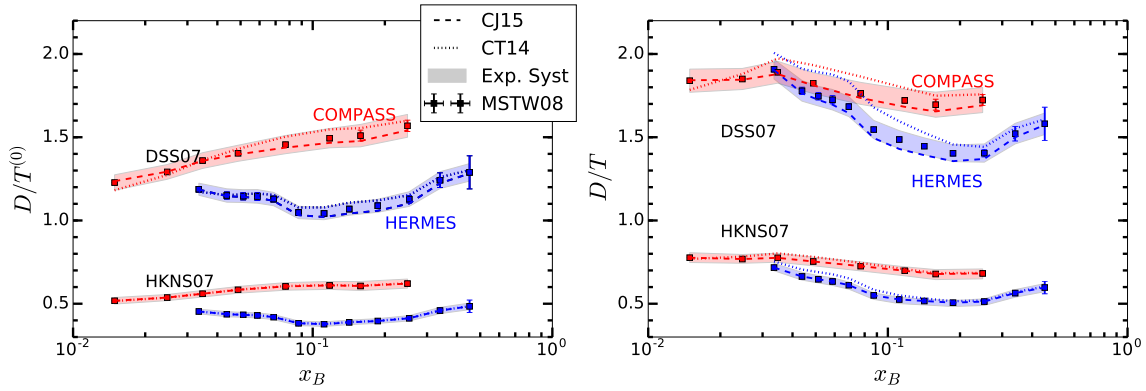 CJ15
CT14
Exp. Syst
MSTW08
2.0
1.5
1.0
0.5
D/T^{(0)}
COMPASS
DSS07
HERMES
HKNS07
10^{-2}
10^{-1}
10^{0}
x_B
2.0
1.5
1.0
0.5
D/T
COMPASS
DSS07
HERMES
HKNS07
10^{-2}
10^{-1}
10^{0}
x_B